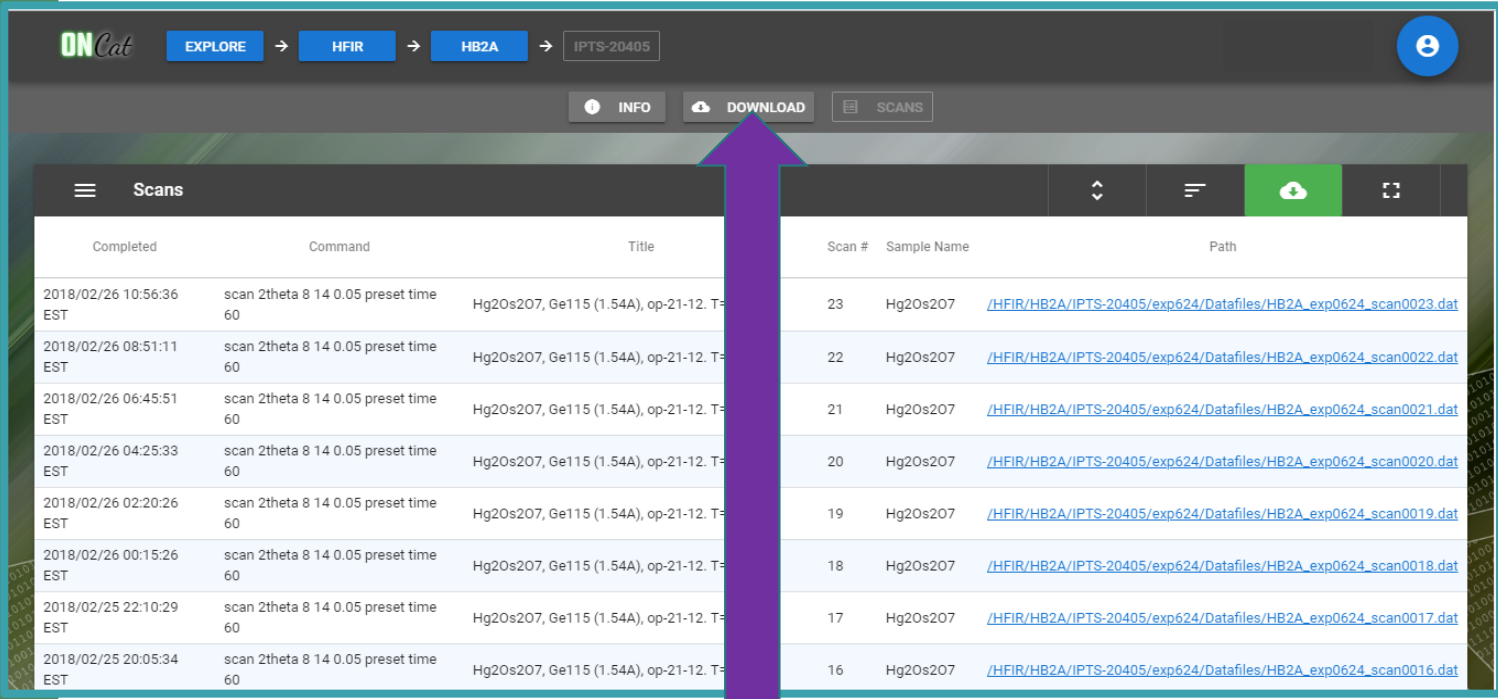 ONCat EXPLORE → HFIR → HB2A → IPTS-20405
INFO DOWNLOAD SCANS
Scans
Completed Command Title Scan # Sample Name Path
2018/02/26 10:56:36 EST scan 2theta 8 14 0.05 preset time 60 Hg2Os2O7, Ge115 (1.54A), op-21-12. T= 23 Hg2Os2O7 /HFIR/HB2A/IPTS-20405/exp624/Datafiles/HB2A_exp0624_scan0023.dat
2018/02/26 08:51:11 EST scan 2theta 8 14 0.05 preset time 60 Hg2Os2O7, Ge115 (1.54A), op-21-12. T= 22 Hg2Os2O7 /HFIR/HB2A/IPTS-20405/exp624/Datafiles/HB2A_exp0624_scan0022.dat
2018/02/26 06:45:51 EST scan 2theta 8 14 0.05 preset time 60 Hg2Os2O7, Ge115 (1.54A), op-21-12. T= 21 Hg2Os2O7 /HFIR/HB2A/IPTS-20405/exp624/Datafiles/HB2A_exp0624_scan0021.dat
2018/02/26 04:25:33 EST scan 2theta 8 14 0.05 preset time 60 Hg2Os2O7, Ge115 (1.54A), op-21-12. T= 20 Hg2Os2O7 /HFIR/HB2A/IPTS-20405/exp624/Datafiles/HB2A_exp0624_scan0020.dat
2018/02/26 02:20:26 EST scan 2theta 8 14 0.05 preset time 60 Hg2Os2O7, Ge115 (1.54A), op-21-12. T= 19 Hg2Os2O7 /HFIR/HB2A/IPTS-20405/exp624/Datafiles/HB2A_exp0624_scan0019.dat
2018/02/26 00:15:26 EST scan 2theta 8 14 0.05 preset time 60 Hg2Os2O7, Ge115 (1.54A), op-21-12. T= 18 Hg2Os2O7 /HFIR/HB2A/IPTS-20405/exp624/Datafiles/HB2A_exp0624_scan0018.dat
2018/02/25 22:10:29 EST scan 2theta 8 14 0.05 preset time 60 Hg2Os2O7, Ge115 (1.54A), op-21-12. T= 17 Hg2Os2O7 /HFIR/HB2A/IPTS-20405/exp624/Datafiles/HB2A_exp0624_scan0017.dat
2018/02/25 20:05:34 EST scan 2theta 8 14 0.05 preset time 60 Hg2Os2O7, Ge115 (1.54A), op-21-12. T= 16 Hg2Os2O7 /HFIR/HB2A/IPTS-20405/exp624/Datafiles/HB2A_exp0624_scan0016.dat